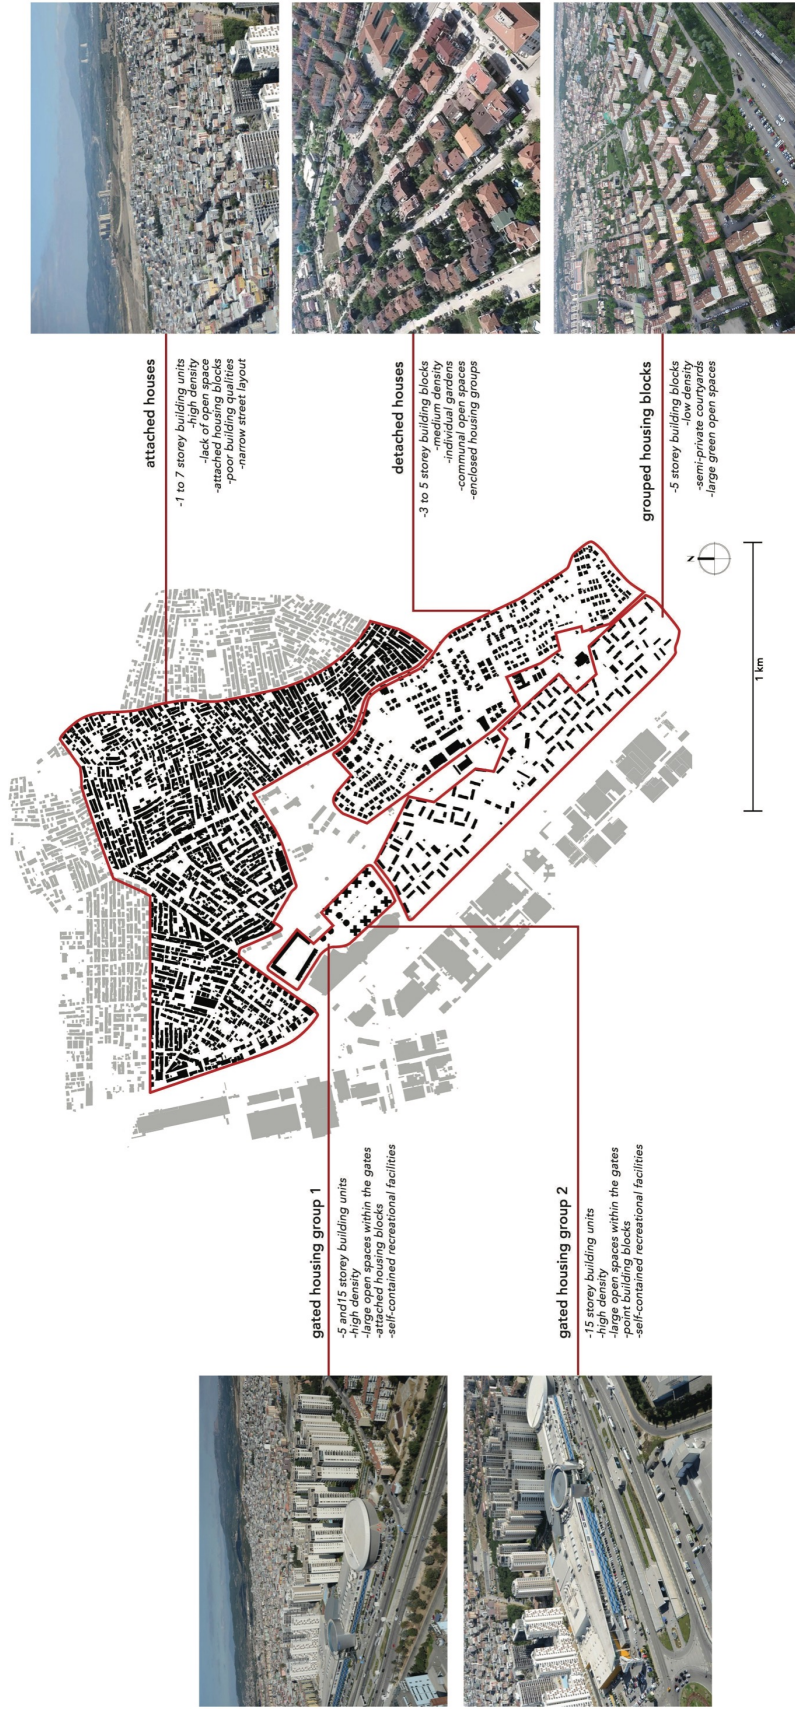 gated housing group 1
-5 and15 storey building units
-high density
-large open spaces within the gates
-attached housing blocks
-self-contained recreational facilities
gated housing group 2
-15 storey building units
-high density
-large open spaces within the gates
-point building blocks
-self-contained recreational facilities
attached houses
-1 to 7 storey building units
-high density
-lack of open space
-attached housing blocks
-poor building qualities
-narrow street layout
detached houses
-3 to 5 storey building blocks
-medium density
-individual gardens
-communal open spaces
-enclosed housing groups
grouped housing blocks
-5 storey building blocks
-low density
-semi-private courtyards
-large green open spaces
N
1 km